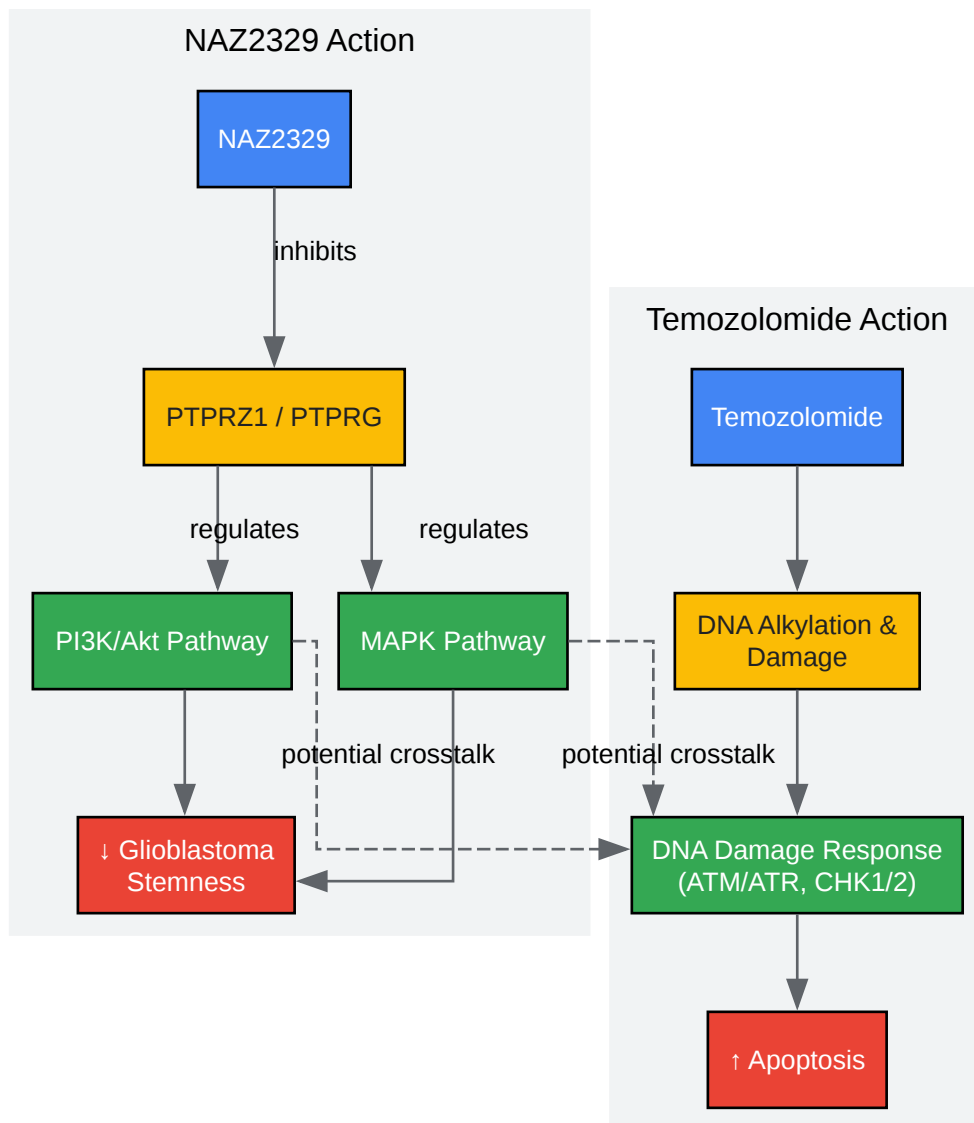 NAZ2329 Action
NAZ2329
inhibits
Temozolomide Action
PTPRZ1 / PTPRG
Temozolomide
regulates
regulates
PI3K/Akt Pathway
MAPK Pathway
DNA Alkylation &
Damage
potential crosstalk
potential crosstalk
↓ Glioblastoma
Stemness
DNA Damage Response
(ATM/ATR, CHK1/2)
↑ Apoptosis